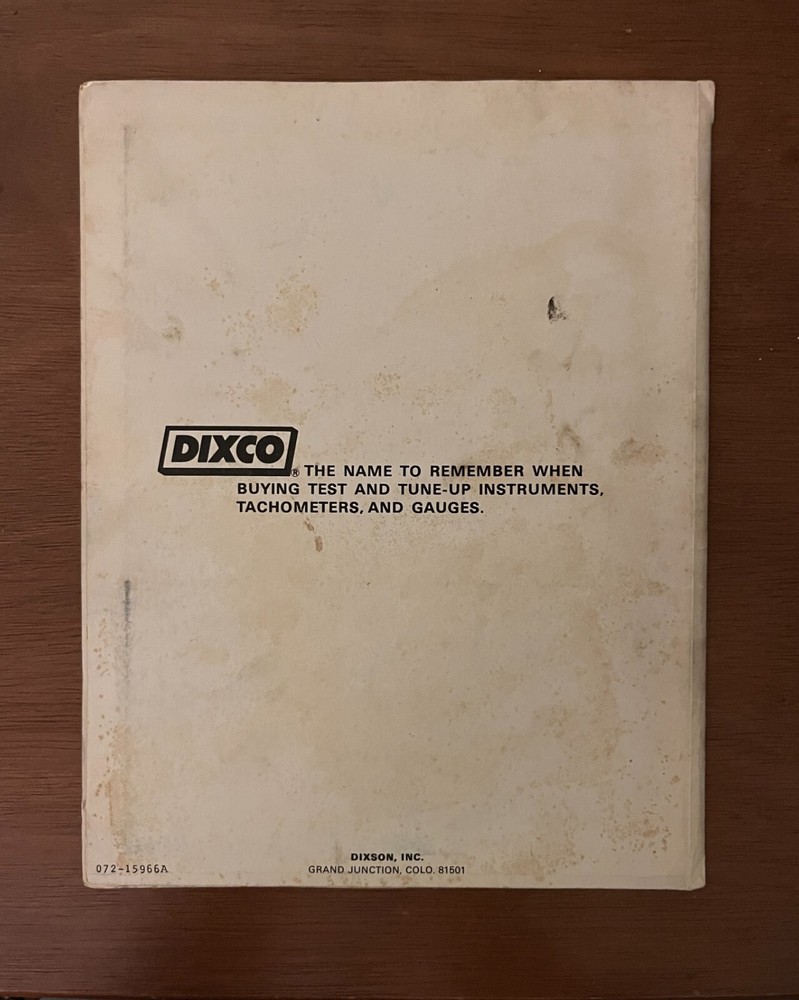 DIXCO® THE NAME TO REMEMBER WHEN
BUYING TEST AND TUNE-UP INSTRUMENTS,
TACHOMETERS, AND GAUGES.
DIXSON, INC.
072-15966A GRAND JUNCTION, COLO. 81501